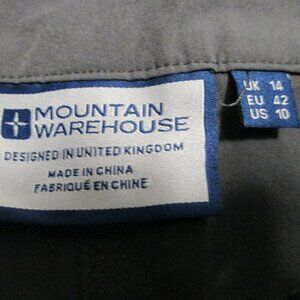 MOUNTAIN
WAREHOUSE
DESIGNED IN UNITED KINGDOM
MADE IN CHINA
FABRIQUÉ EN CHINE
UK 14
EU 42
US 10